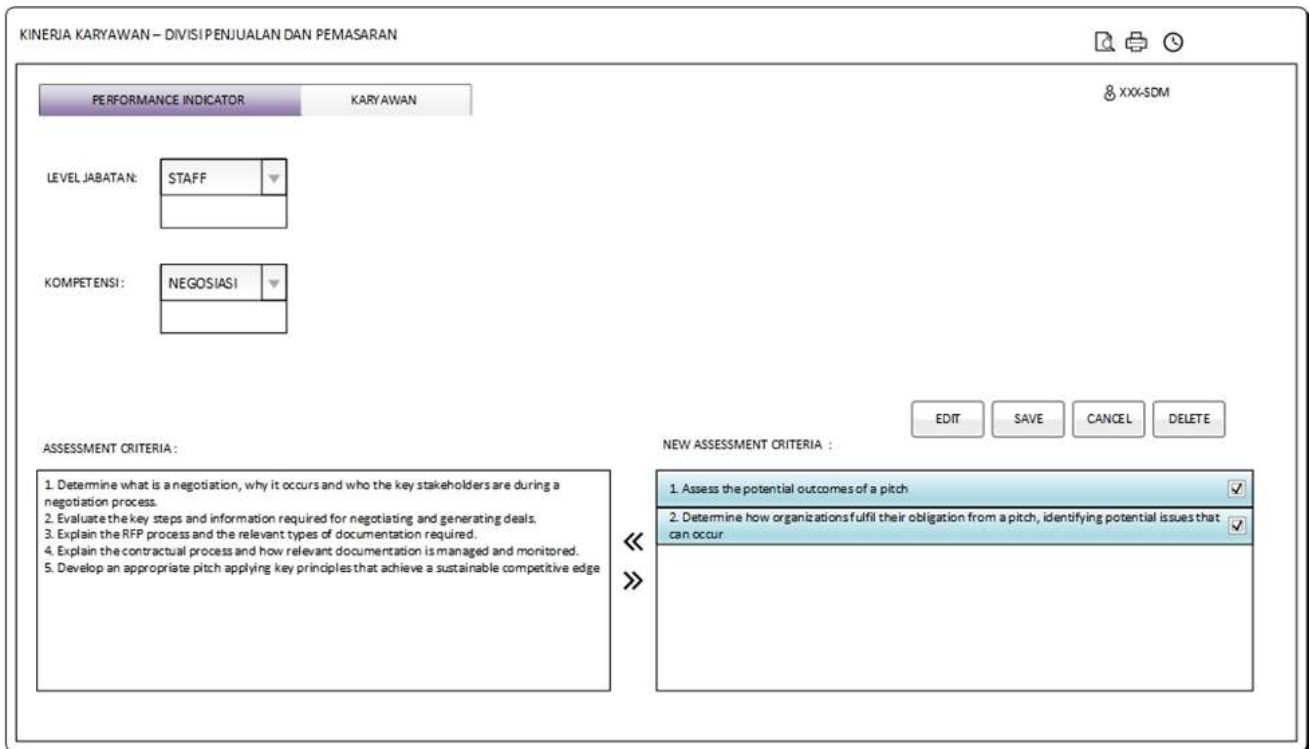 KINERJA KARYAWAN – DIVISI PENJUALAN DAN PEMASARAN
PERFORMANCE INDICATOR
KARYAWAN
XXX-SDM
LEVEL JABATAN:
STAFF
KOMPETENSI :
NEGOSIASI
EDIT
SAVE
CANCEL
DELETE
ASSESSMENT CRITERIA :
NEW ASSESSMENT CRITERIA :
1. Determine what is a negotiation, why it occurs and who the key stakeholders are during a
negotiation process.
2. Evaluate the key steps and information required for negotiating and generating deals.
3. Explain the RFP process and the relevant types of documentation required.
4. Explain the contractual process and how relevant documentation is managed and monitored.
5. Develop an appropriate pitch applying key principles that achieve a sustainable competitive edge
1. Assess the potential outcomes of a pitch
2. Determine how organizations fulfil their obligation from a pitch, identifying potential issues that
can occur